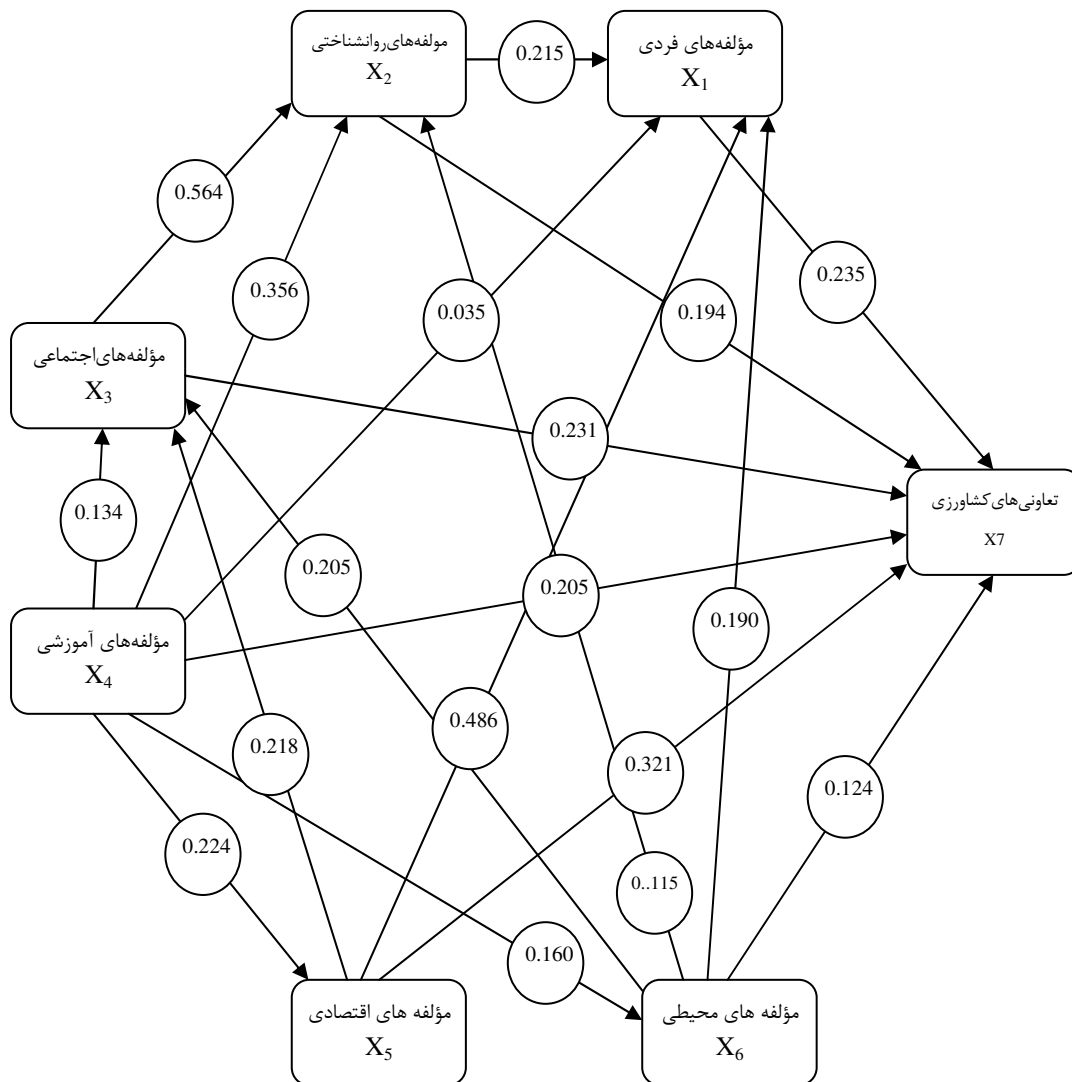 مولفه‌های روانشناختی
X2
0.215
مؤلفه‌های فردی
X1
0.564
0.356
0.035
0.194
0.235
مؤلفه‌های اجتماعی
X3
0.231
تعاونی‌های کشاورزی
X7
0.134
0.205
0.205
0.190
مؤلفه‌های آموزشی
X4
0.218
0.486
0.321
0.124
0.224
0..115
0.160
مؤلفه های اقتصادی
X5
مؤلفه های محیطی
X6